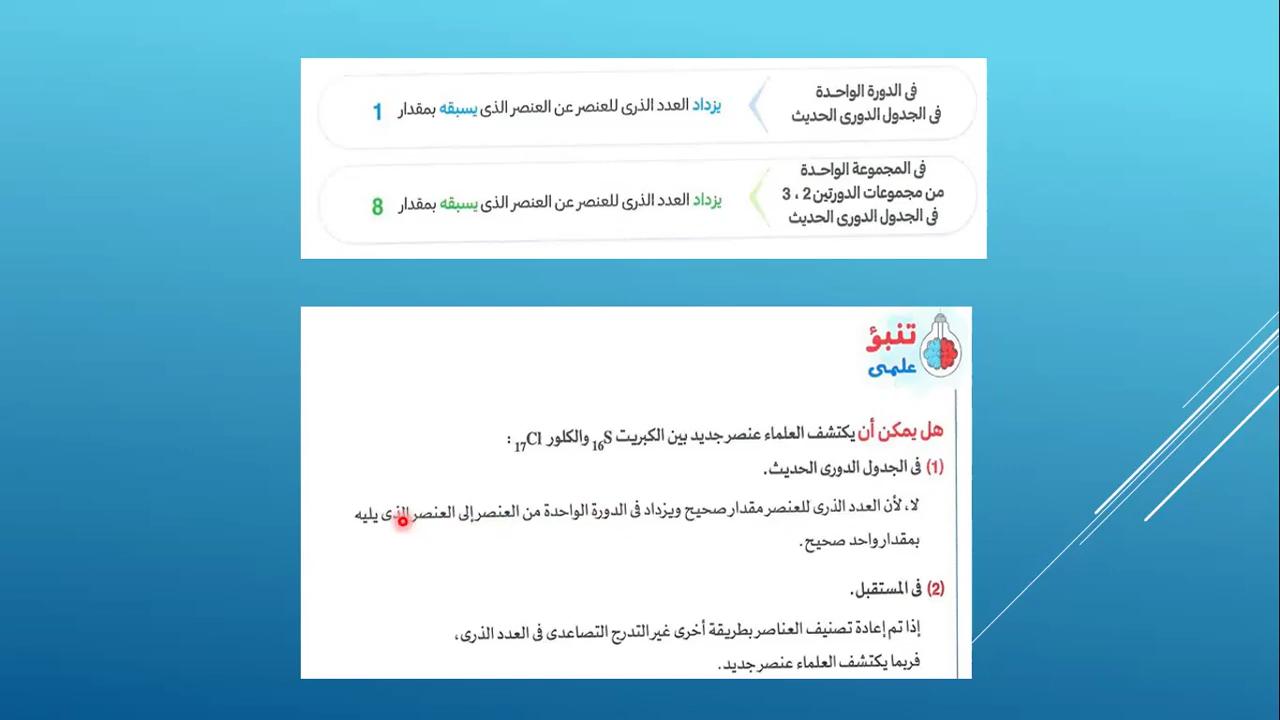 فى الدورة الواحدة
فى الجدول الدورى الحديث
يزداد العدد الذرى للعنصر عن العنصر الذى يسبقه بمقدار 1
فى المجموعة الواحدة
من مجموعات الدورتين 2 ، 3
فى الجدول الدورى الحديث
يزداد العدد الذرى للعنصر عن العنصر الذى يسبقه بمقدار 8
تنبؤ
علمى
هل يمكن أن يكتشف العلماء عنصر جديد بين الكبريت 16S والكلور 17Cl :
(1) فى الجدول الدورى الحديث.
لا، لأن العدد الذرى للعنصر مقدار صحيح ويزداد فى الدورة الواحدة من العنصر إلى العنصر الذى يليه
بمقدار واحد صحيح.
(2) فى المستقبل.
إذا تم إعادة تصنيف العناصر بطريقة أخرى غير التدرج التصاعدى فى العدد الذرى،
فربما يكتشف العلماء عنصر جديد.